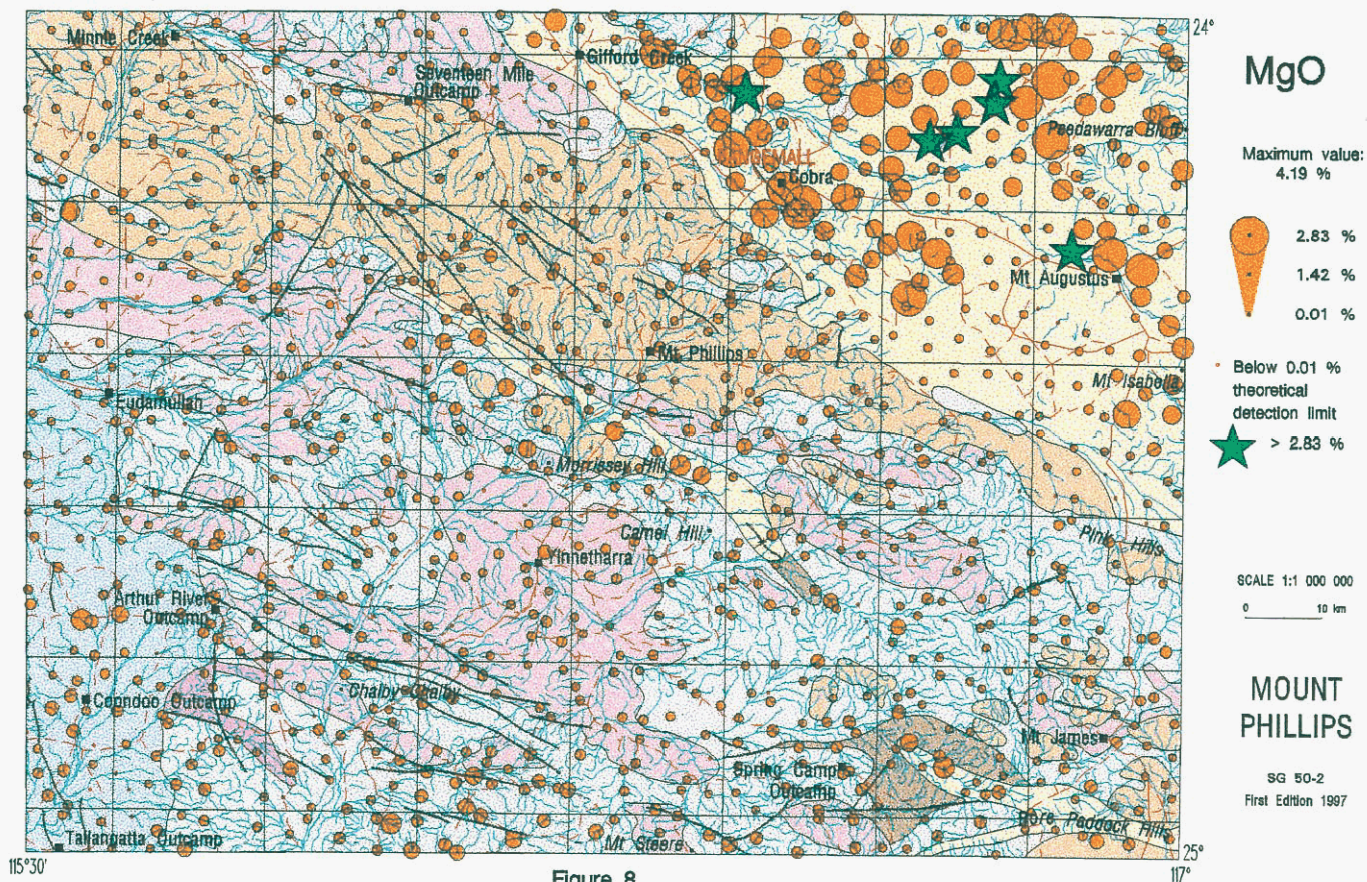 24°
Minnie Creek
Gifford Creek
MgO
Seventeen Mile
Outcamp
Maximum value:
4.19 %
Cobra
2.83 %
1.42 %
Mt Augustus
0.01 %
Mt Phillips
Below 0.01 %
theoretical
detection limit
Mt Isabella
Eudamullah
> 2.83 %
Morrissey Hill
Camel Hill
Pink Hills
Yinnetharra
SCALE 1:1 000 000
0 10 km
Arthur River
Outcamp
Chalby Chalby
Coondoo Outcamp
MOUNT
PHILLIPS
Mt James
Spring Camp
Outcamp
SG 50-2
First Edition 1997
Bore Paddock Hills
Tallangatta Outcamp
Mt Steere
25°
115°30'
117°
Figure 8